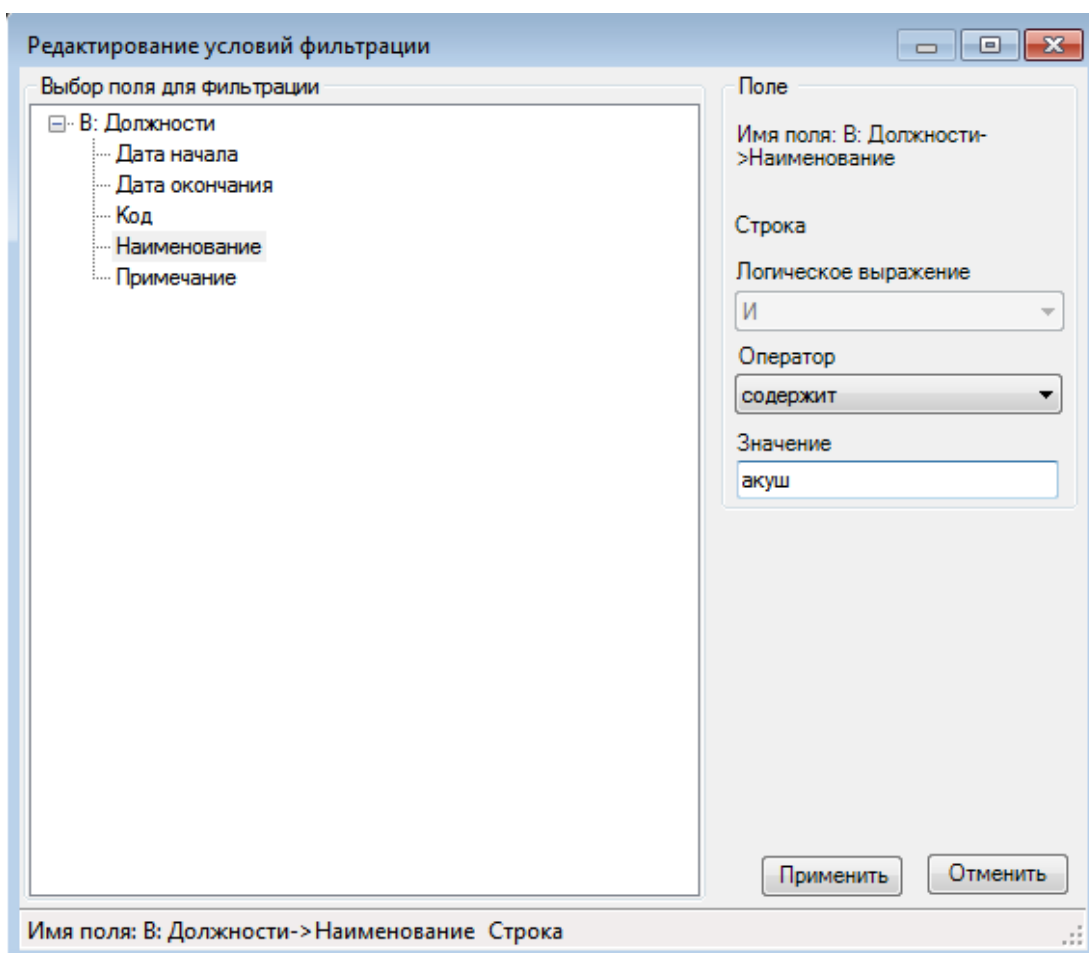 Редактирование условий фильтрации
Выбор поля для фильтрации
В: Должности
Дата начала
Дата окончания
Код
Наименование
Примечание
Поле
Имя поля: В: Должности-
>Наименование
Строка
Логическое выражение
И
Оператор
содержит
Значение
акуш
Применить
Отменить
Имя поля: В: Должности->Наименование Строка